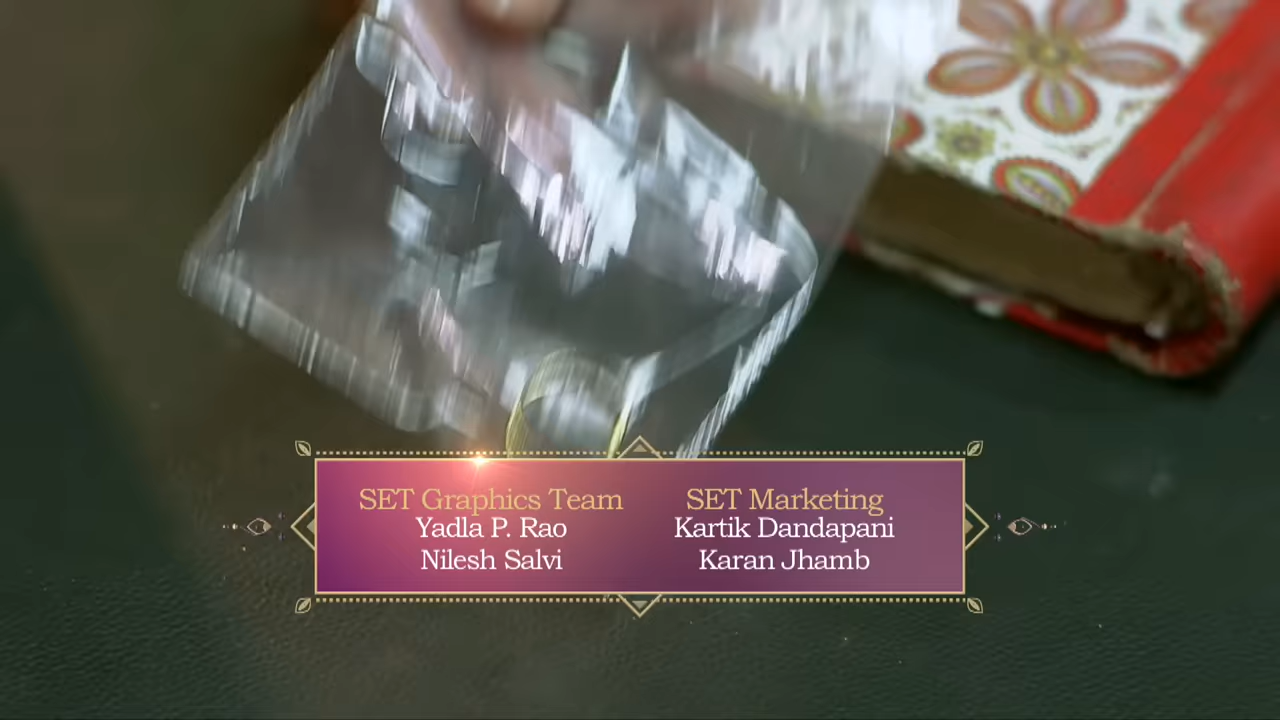 SET Graphics Team
Yadla P. Rao
Nilesh Salvi
SET Marketing
Kartik Dandapani
Karan Jhamb